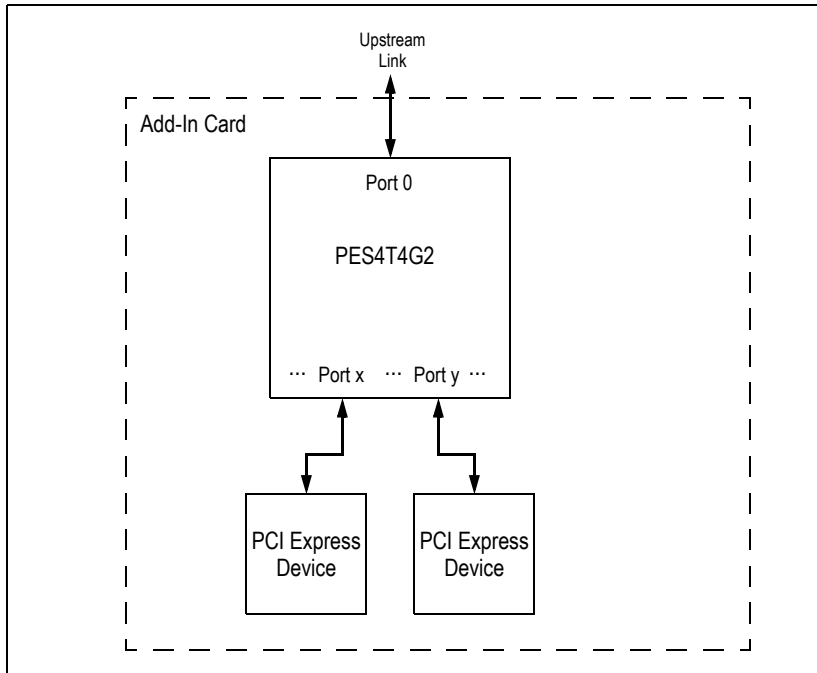 Upstream
Link
Add-In Card
Port 0
PES4T4G2
··· Port x ··· Port y ···
PCI Express
Device
PCI Express
Device